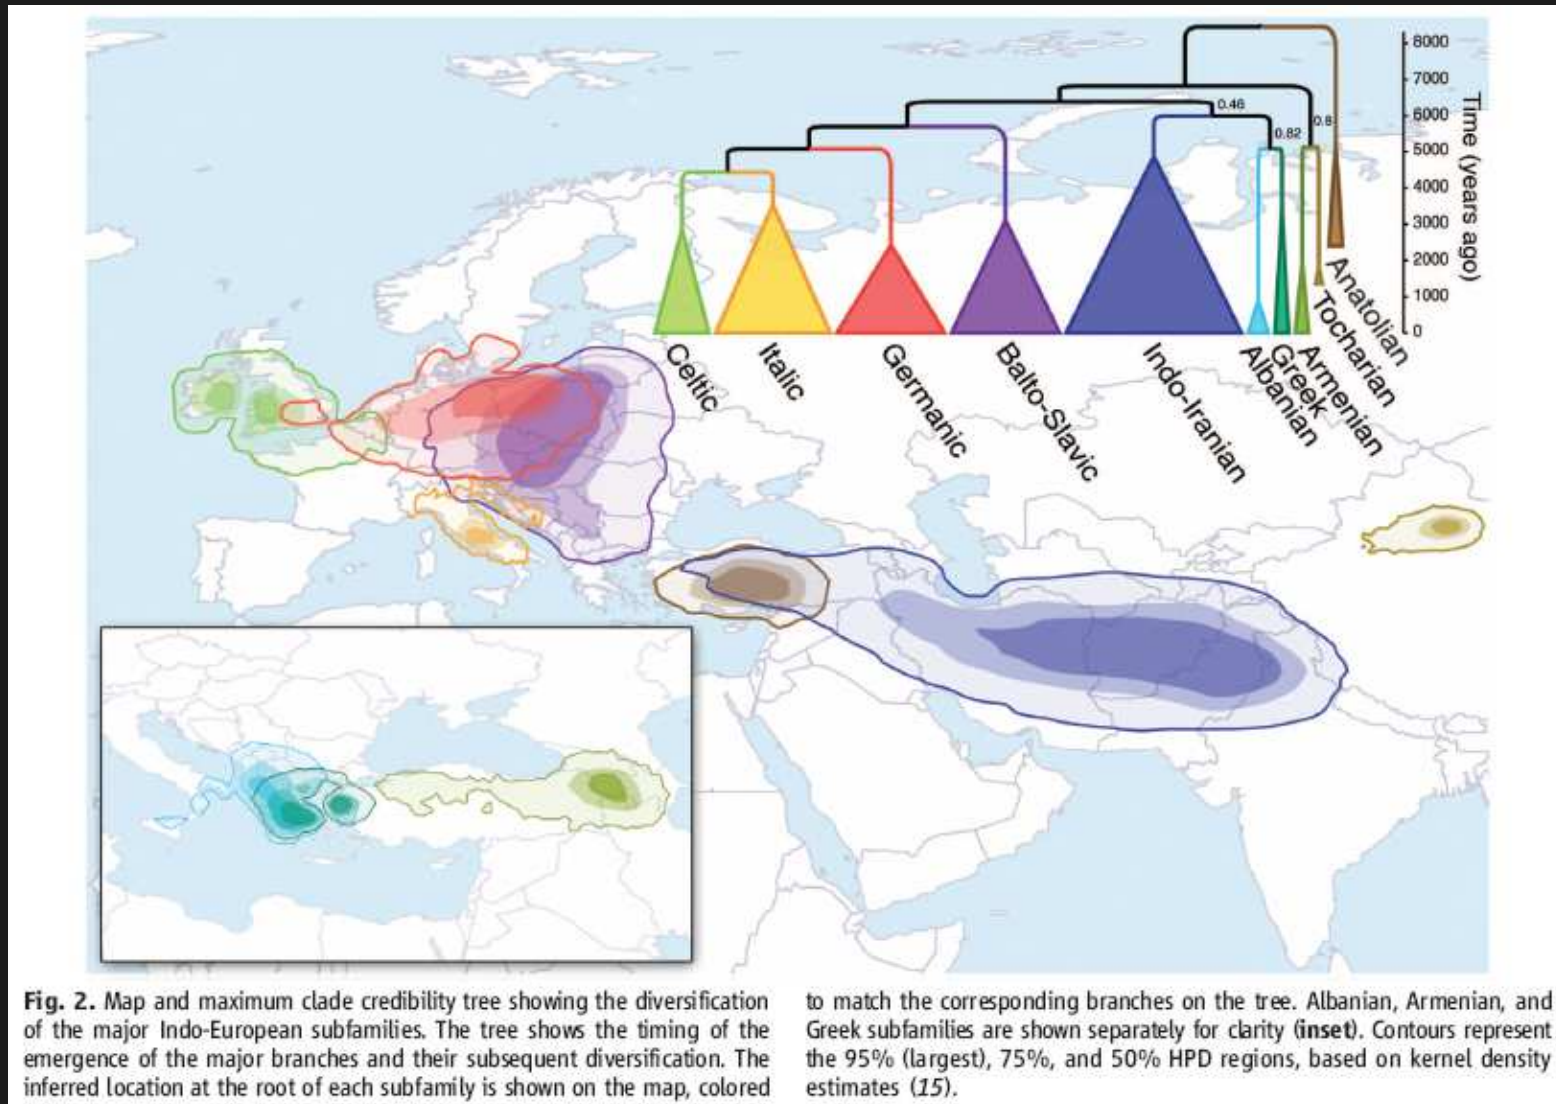 8000
7000
6000
5000
4000
3000
2000
1000
0
Time (years ago)
0.46
0.82
0.8
Celtic
Italic
Germanic
Balto-Slavic
Indo-Iranian
Albanian
Greek
Armenian
Tocharian
Anatolian
Fig. 2. Map and maximum clade credibility tree showing the diversification
of the major Indo-European subfamilies. The tree shows the timing of the
emergence of the major branches and their subsequent diversification. The
inferred location at the root of each subfamily is shown on the map, colored
to match the corresponding branches on the tree. Albanian, Armenian, and
Greek subfamilies are shown separately for clarity (inset). Contours represent
the 95% (largest), 75%, and 50% HPD regions, based on kernel density
estimates (15).